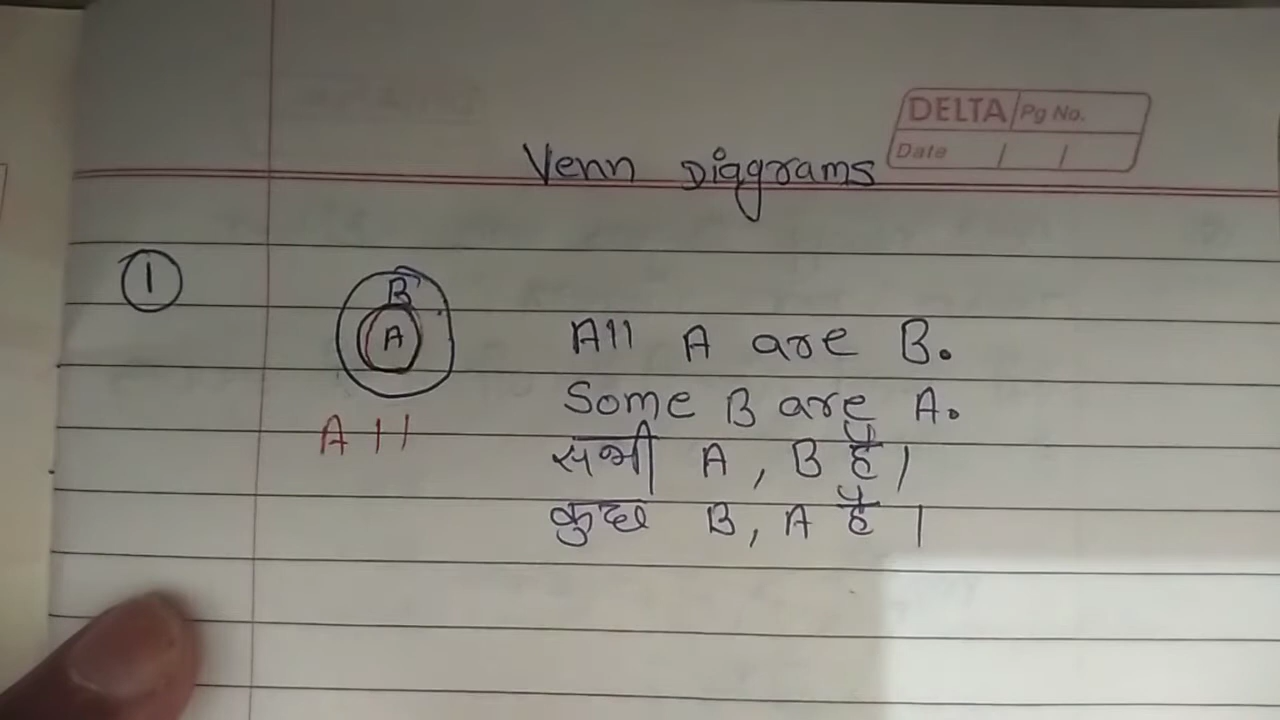 DELTA Pg No.
Date / /
Venn Diagrams
1
B
A
All
All A are B.
Some B are A.
सभी A, B हैं।
कुछ B, A हैं।